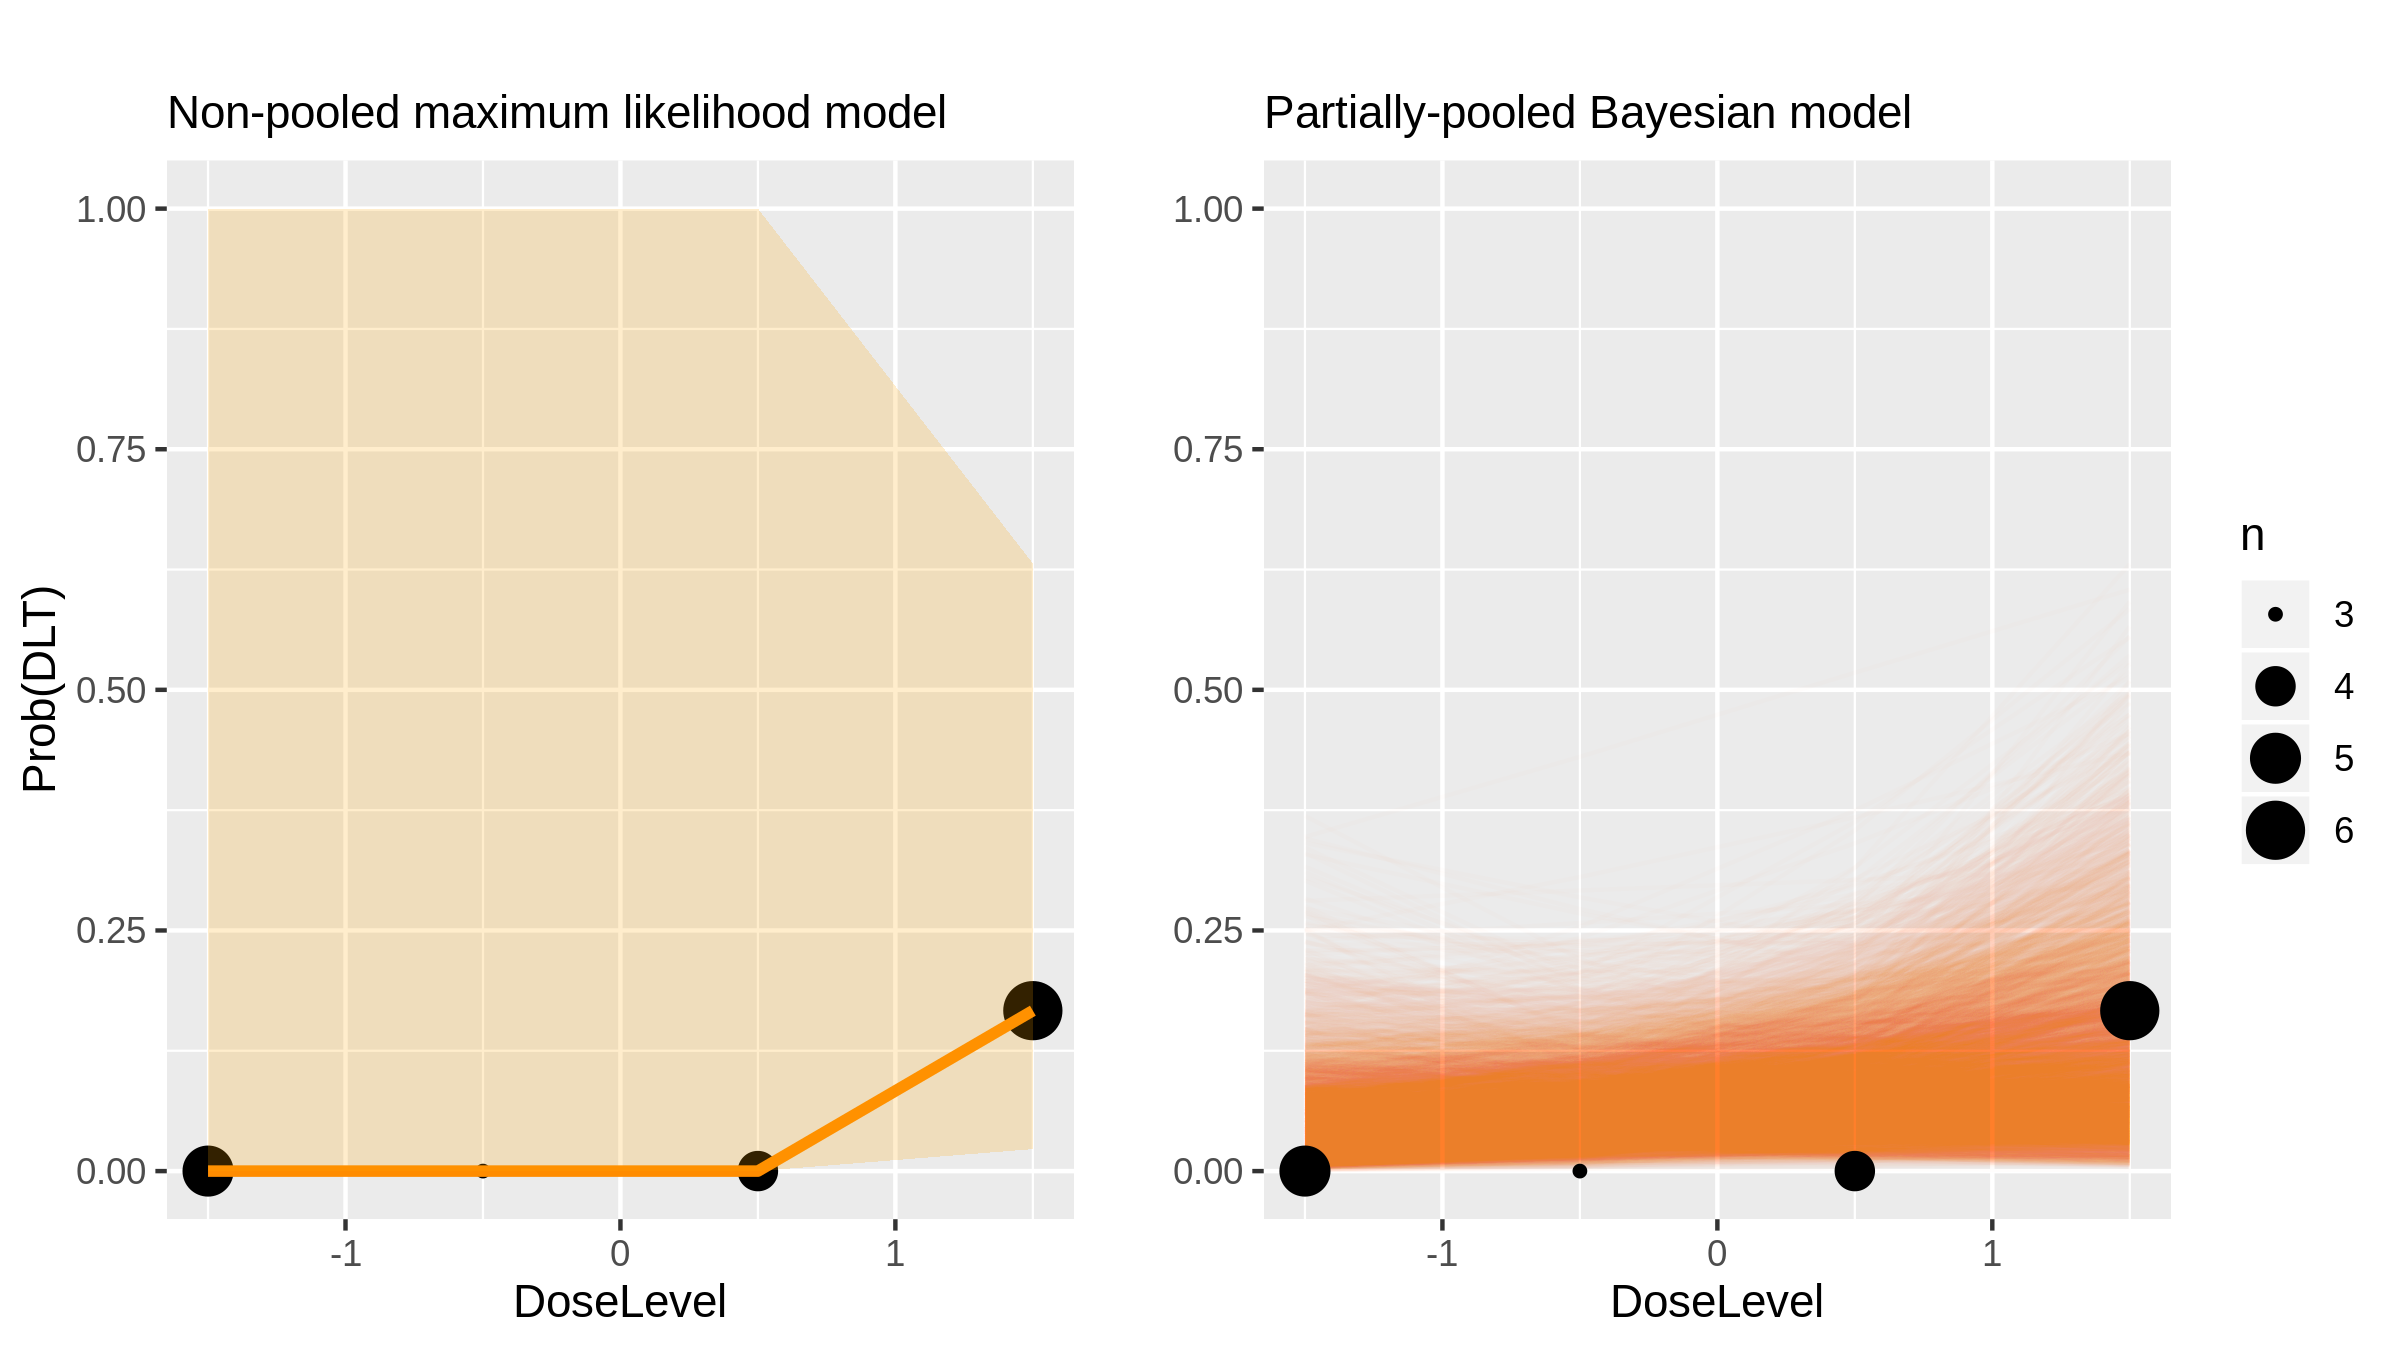 Non-pooled maximum likelihood model
Prob(DLT)
1.00
0.75
0.50
0.25
0.00
-1 0 1
DoseLevel
Partially-pooled Bayesian model
1.00
0.75
0.50
0.25
0.00
-1 0 1
DoseLevel
n
3
4
5
6